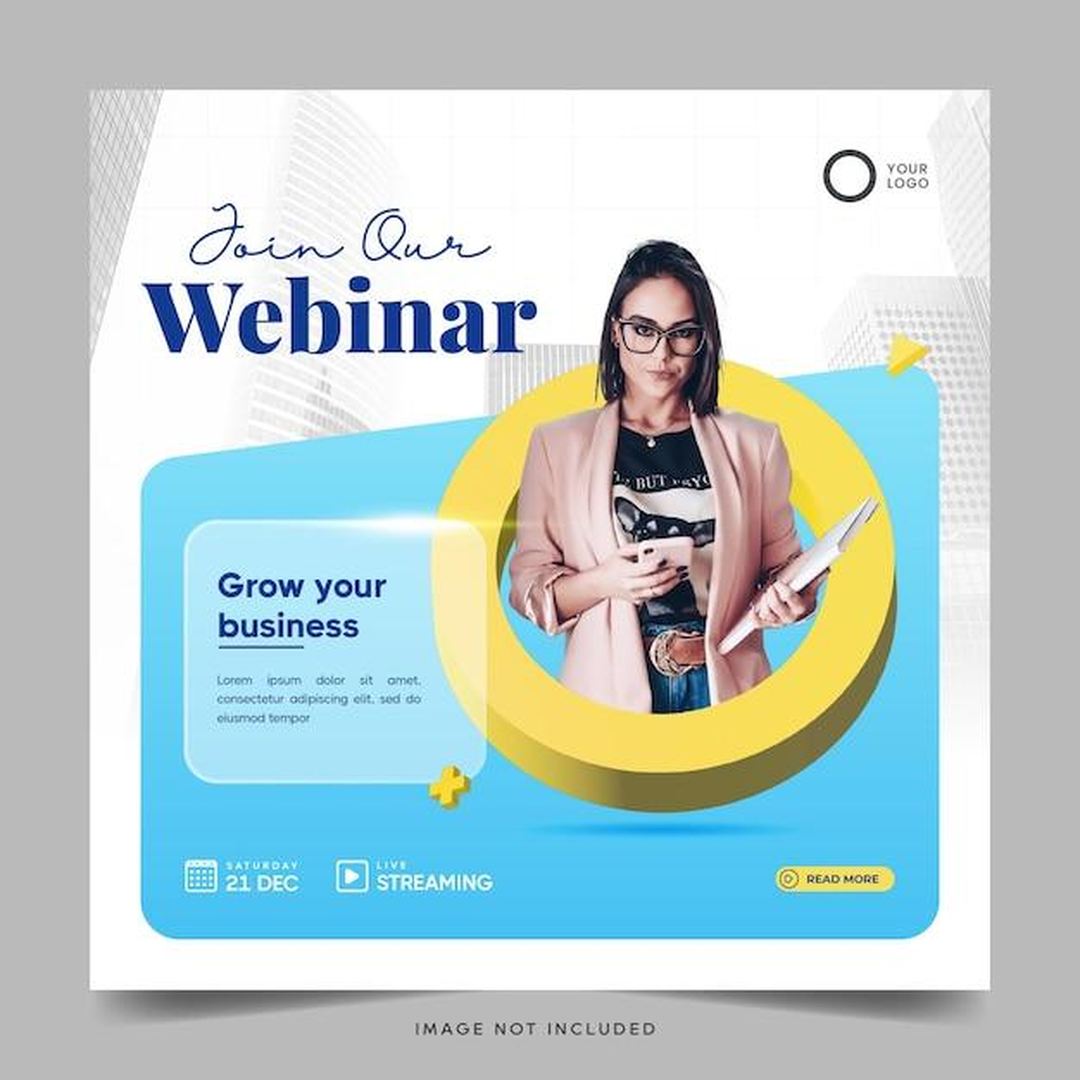 YOUR
LOGO
Join Our
Webinar
BUT
Grow your
business
Lorem ipsum dolor sit amet,
consectetur adipiscing elit, sed do
eiusmod tempor
SATURDAY
21 DEC
LIVE
STREAMING
READ MORE
IMAGE NOT INCLUDED